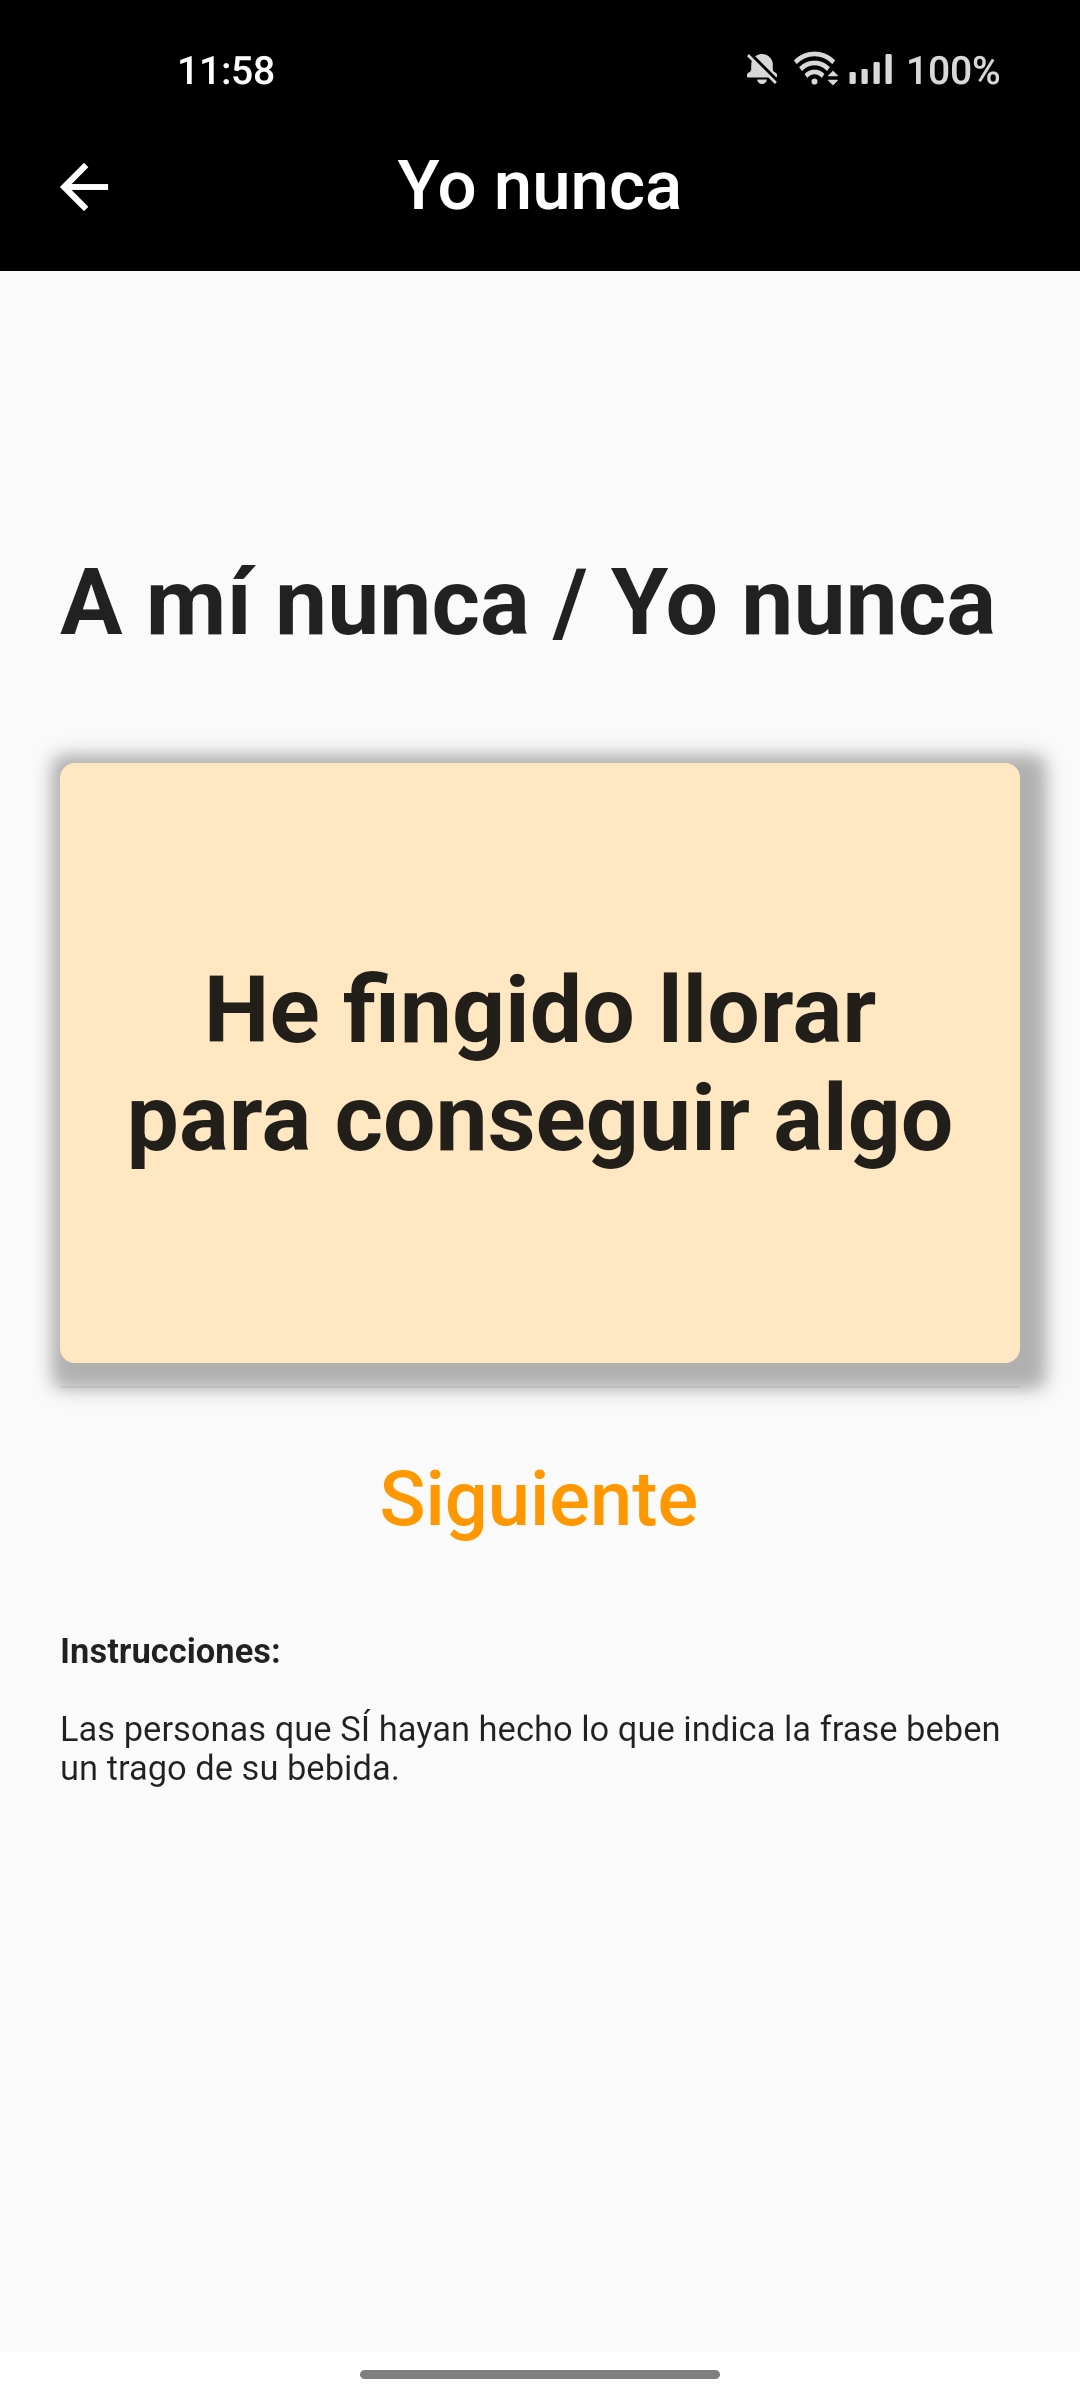 11:58
100%
Yo nunca
A mí nunca / Yo nunca
He fingido llorar
para conseguir algo
Siguiente
Instrucciones:
Las personas que SÍ hayan hecho lo que indica la frase beben
un trago de su bebida.